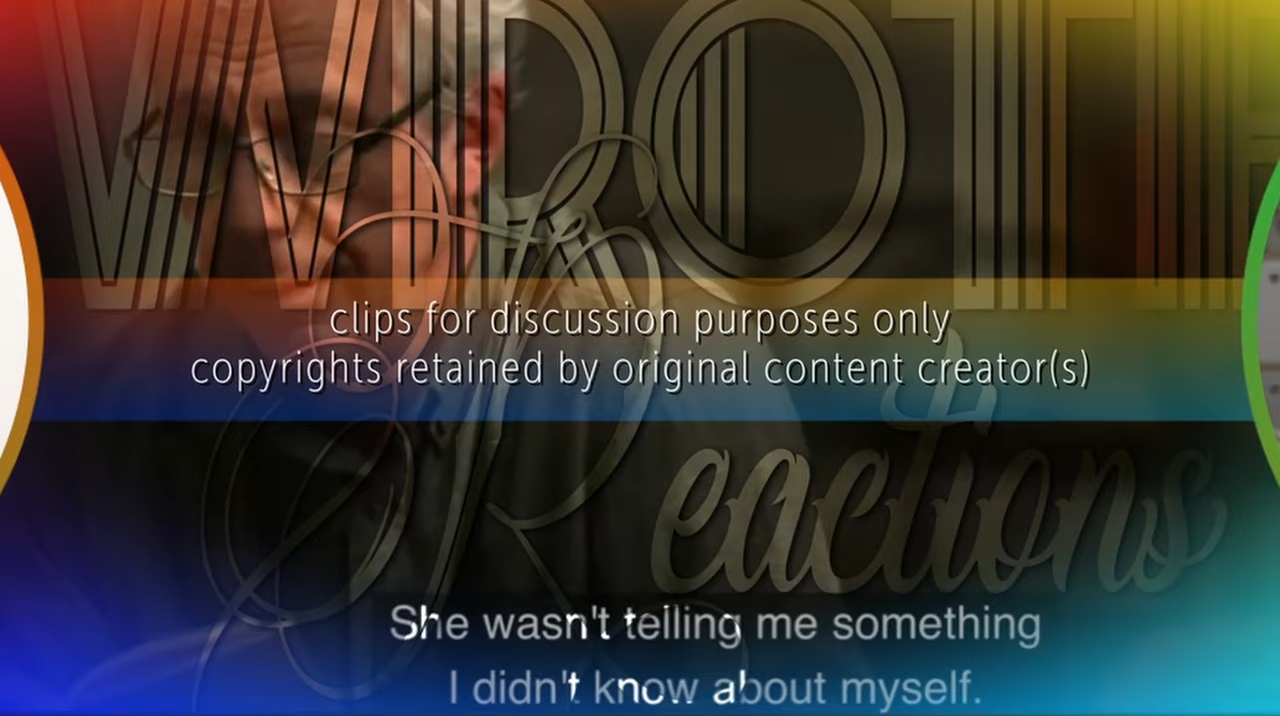 WROTE
Reactions
clips for discussion purposes only
copyrights retained by original content creator(s)
She wasn't telling me something
I didn't know about myself.